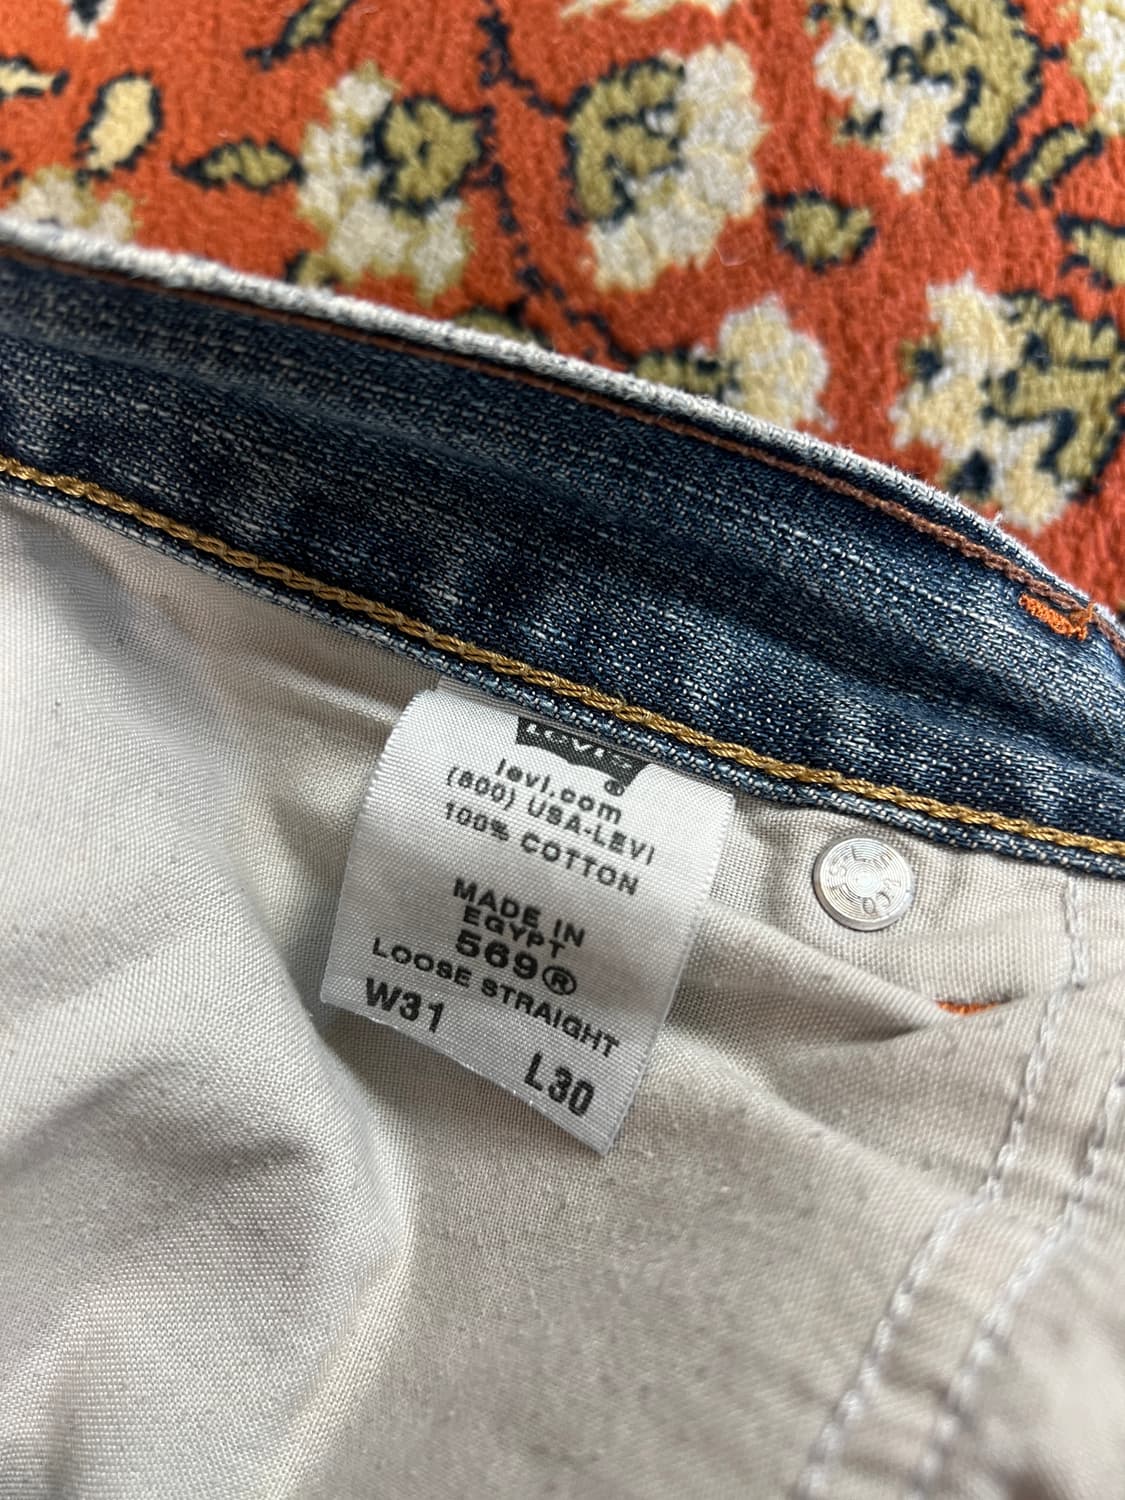 LEVI'S
®
levi.com
(800) USA-LEVI
100% COTTON
MADE IN
EGYPT
569®
LOOSE STRAIGHT
W31
L30